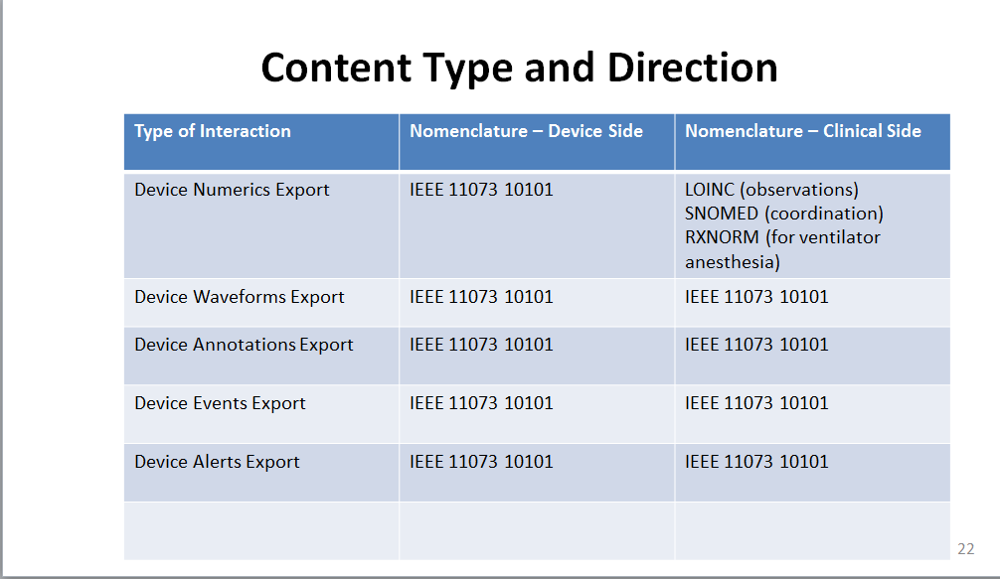 Content Type and Direction
Type of Interaction
Nomenclature – Device Side
Nomenclature – Clinical Side
Device Numerics Export
IEEE 11073 10101
LOINC (observations)
SNOMED (coordination)
RXNORM (for ventilator
anesthesia)
Device Waveforms Export
IEEE 11073 10101
IEEE 11073 10101
Device Annotations Export
IEEE 11073 10101
IEEE 11073 10101
Device Events Export
IEEE 11073 10101
IEEE 11073 10101
Device Alerts Export
IEEE 11073 10101
IEEE 11073 10101
22